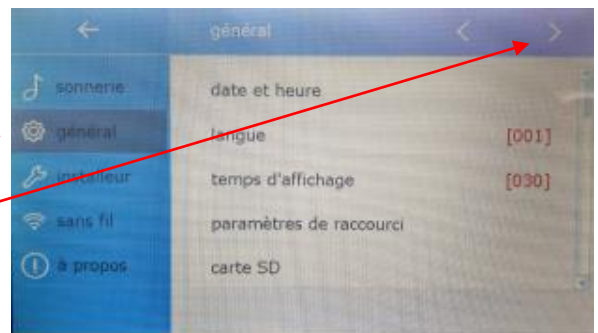 général
sonnerie
général
installeur
sans fil
à propos
date et heure
langue [001]
temps d'affichage [030]
paramètres de raccourci
carte SD